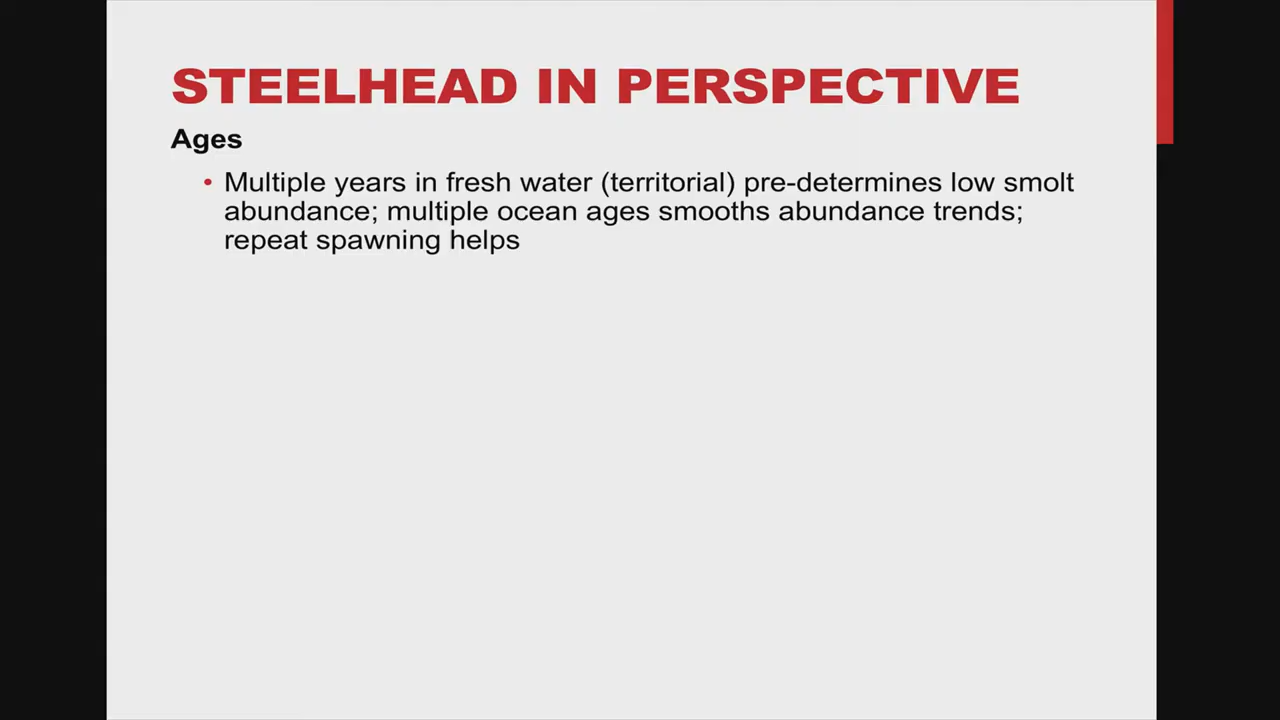 STEELHEAD IN PERSPECTIVE
Ages
• Multiple years in fresh water (territorial) pre-determines low smolt
abundance; multiple ocean ages smooths abundance trends;
repeat spawning helps